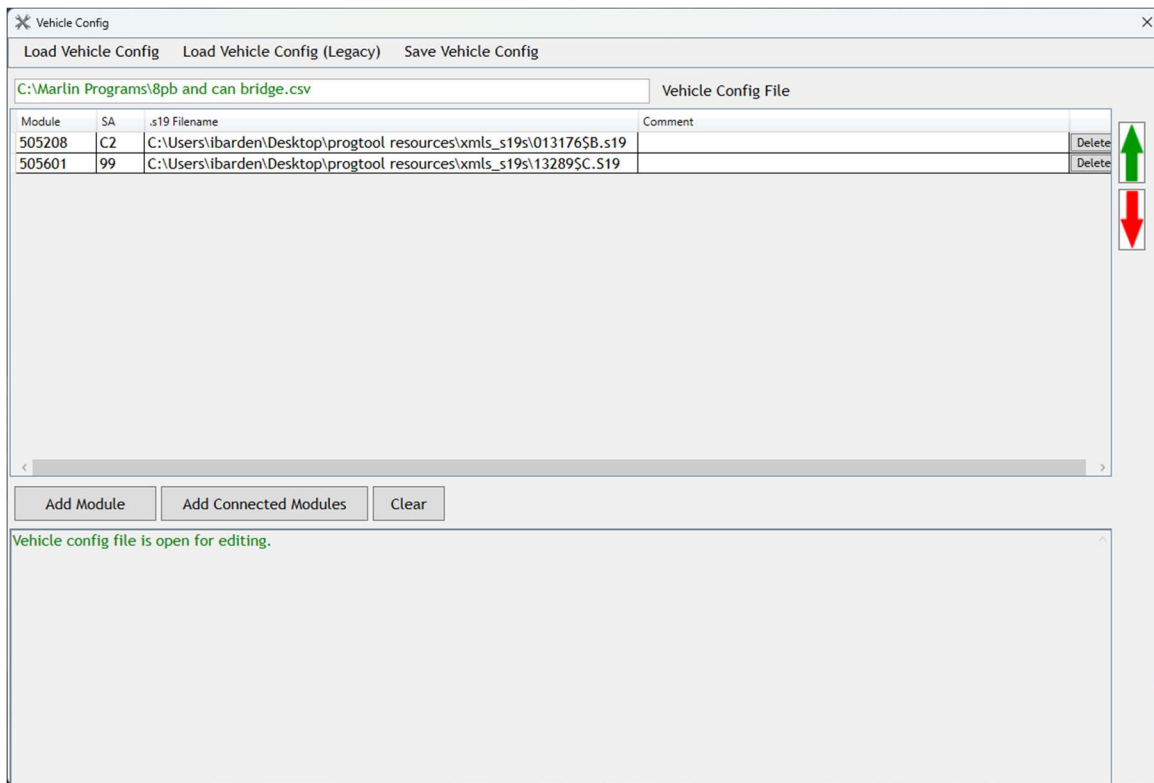 Vehicle Config
Load Vehicle Config Load Vehicle Config (Legacy) Save Vehicle Config
C:\Marlin Programs\8pb and can bridge.csv Vehicle Config File
Module SA .s19 Filename Comment
505208 C2 C:\Users\ibarden\Desktop\progtool resources\xmls_s19s\013176$B.s19 Delete
505601 99 C:\Users\ibarden\Desktop\progtool resources\xmls_s19s\13289$C.S19 Delete
Add Module Add Connected Modules Clear
Vehicle config file is open for editing.